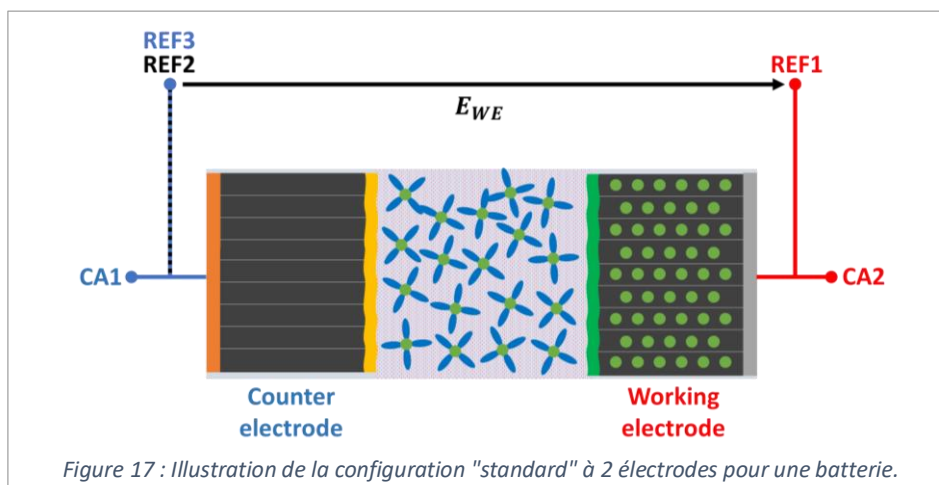 REF3
REF2
REF1
E_WE
CA1
CA2
Counter
electrode
Working
electrode
Figure 17 : Illustration de la configuration "standard" à 2 électrodes pour une batterie.